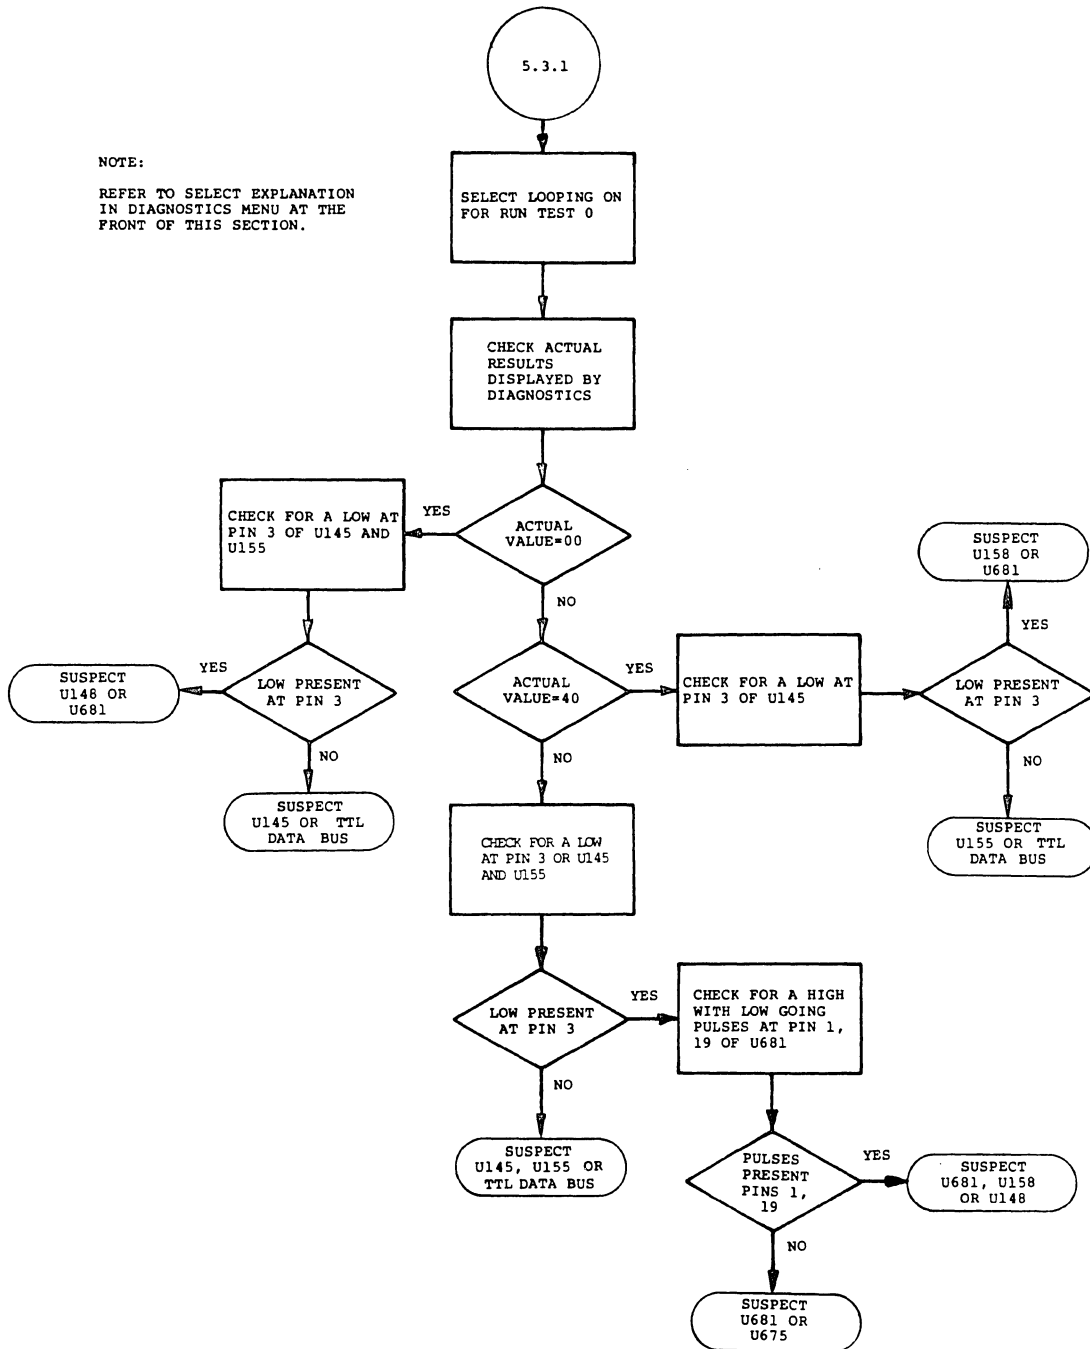 5.3.1
NOTE:
REFER TO SELECT EXPLANATION
IN DIAGNOSTICS MENU AT THE
FRONT OF THIS SECTION.
SELECT LOOPING ON
FOR RUN TEST 0
CHECK ACTUAL
RESULTS
DISPLAYED BY
DIAGNOSTICS
ACTUAL
VALUE=00
YES
NO
CHECK FOR A LOW AT
PIN 3 OF U145 AND
U155
LOW PRESENT
AT PIN 3
YES
NO
SUSPECT
U148 OR
U681
SUSPECT
U145 OR TTL
DATA BUS
ACTUAL
VALUE=40
YES
NO
CHECK FOR A LOW AT
PIN 3 OF U145
LOW PRESENT
AT PIN 3
YES
NO
SUSPECT
U158 OR
U681
SUSPECT
U155 OR TTL
DATA BUS
CHECK FOR A LOW
AT PIN 3 OR U145
AND U155
LOW PRESENT
AT PIN 3
YES
NO
SUSPECT
U145, U155 OR
TTL DATA BUS
CHECK FOR A HIGH
WITH LOW GOING
PULSES AT PIN 1,
19 OF U681
PULSES
PRESENT
PINS 1,
19
YES
NO
SUSPECT
U681, U158
OR U148
SUSPECT
U681 OR
U675